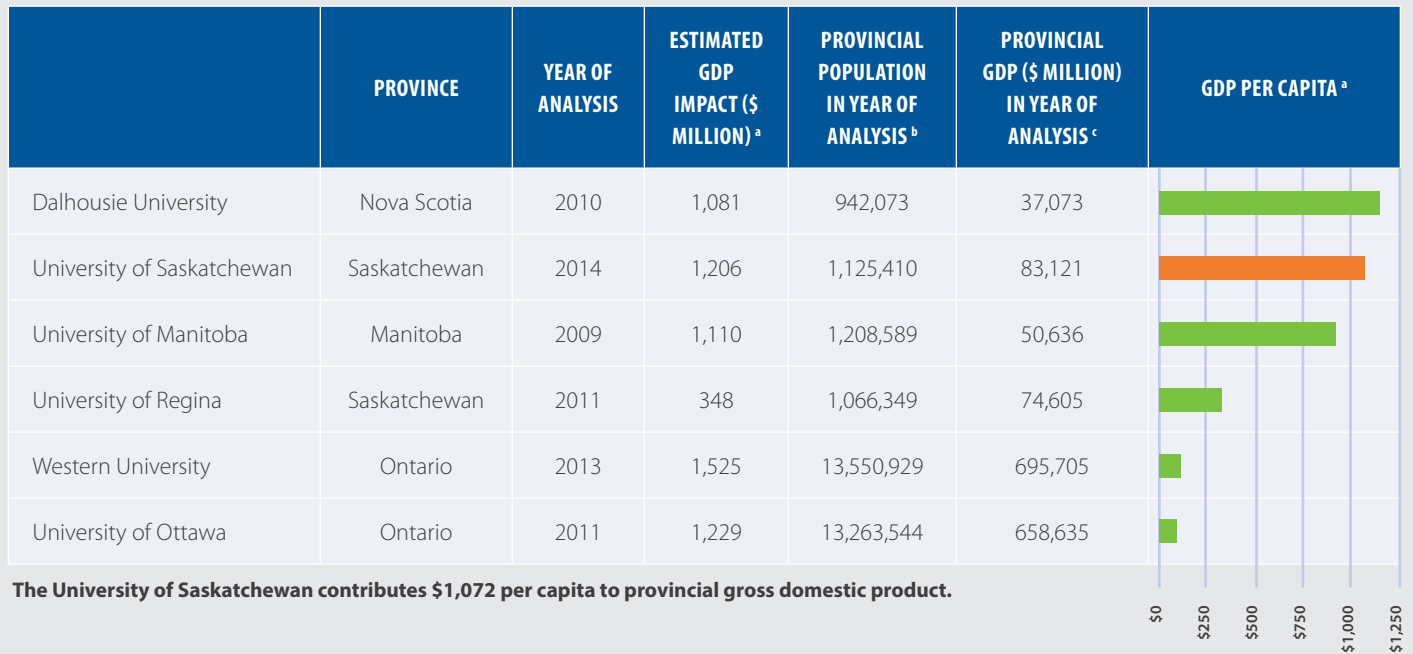 PROVINCE
YEAR OF
ANALYSIS
ESTIMATED
GDP
IMPACT ($
MILLION) a
PROVINCIAL
POPULATION
IN YEAR OF
ANALYSIS b
PROVINCIAL
GDP ($ MILLION)
IN YEAR OF
ANALYSIS c
GDP PER CAPITA a
Dalhousie University Nova Scotia 2010 1,081 942,073 37,073
University of Saskatchewan Saskatchewan 2014 1,206 1,125,410 83,121
University of Manitoba Manitoba 2009 1,110 1,208,589 50,636
University of Regina Saskatchewan 2011 348 1,066,349 74,605
Western University Ontario 2013 1,525 13,550,929 695,705
University of Ottawa Ontario 2011 1,229 13,263,544 658,635
The University of Saskatchewan contributes $1,072 per capita to provincial gross domestic product.
$0
$250
$500
$750
$1,000
$1,250